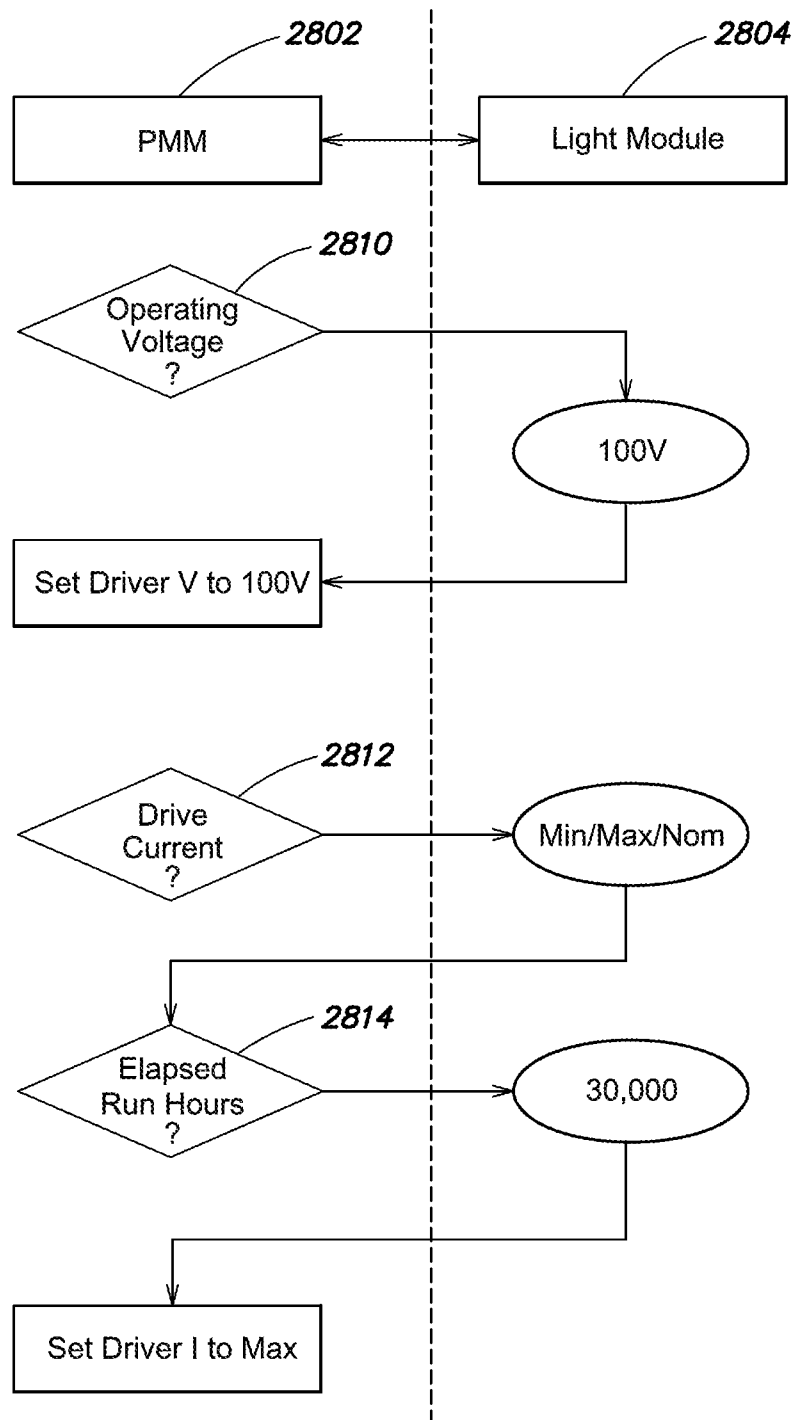 2802
2804
PMM
Light Module
2810
Operating
Voltage
?
100V
Set Driver V to 100V
2812
Drive
Current
?
Min/Max/Nom
2814
Elapsed
Run Hours
?
30,000
Set Driver I to Max